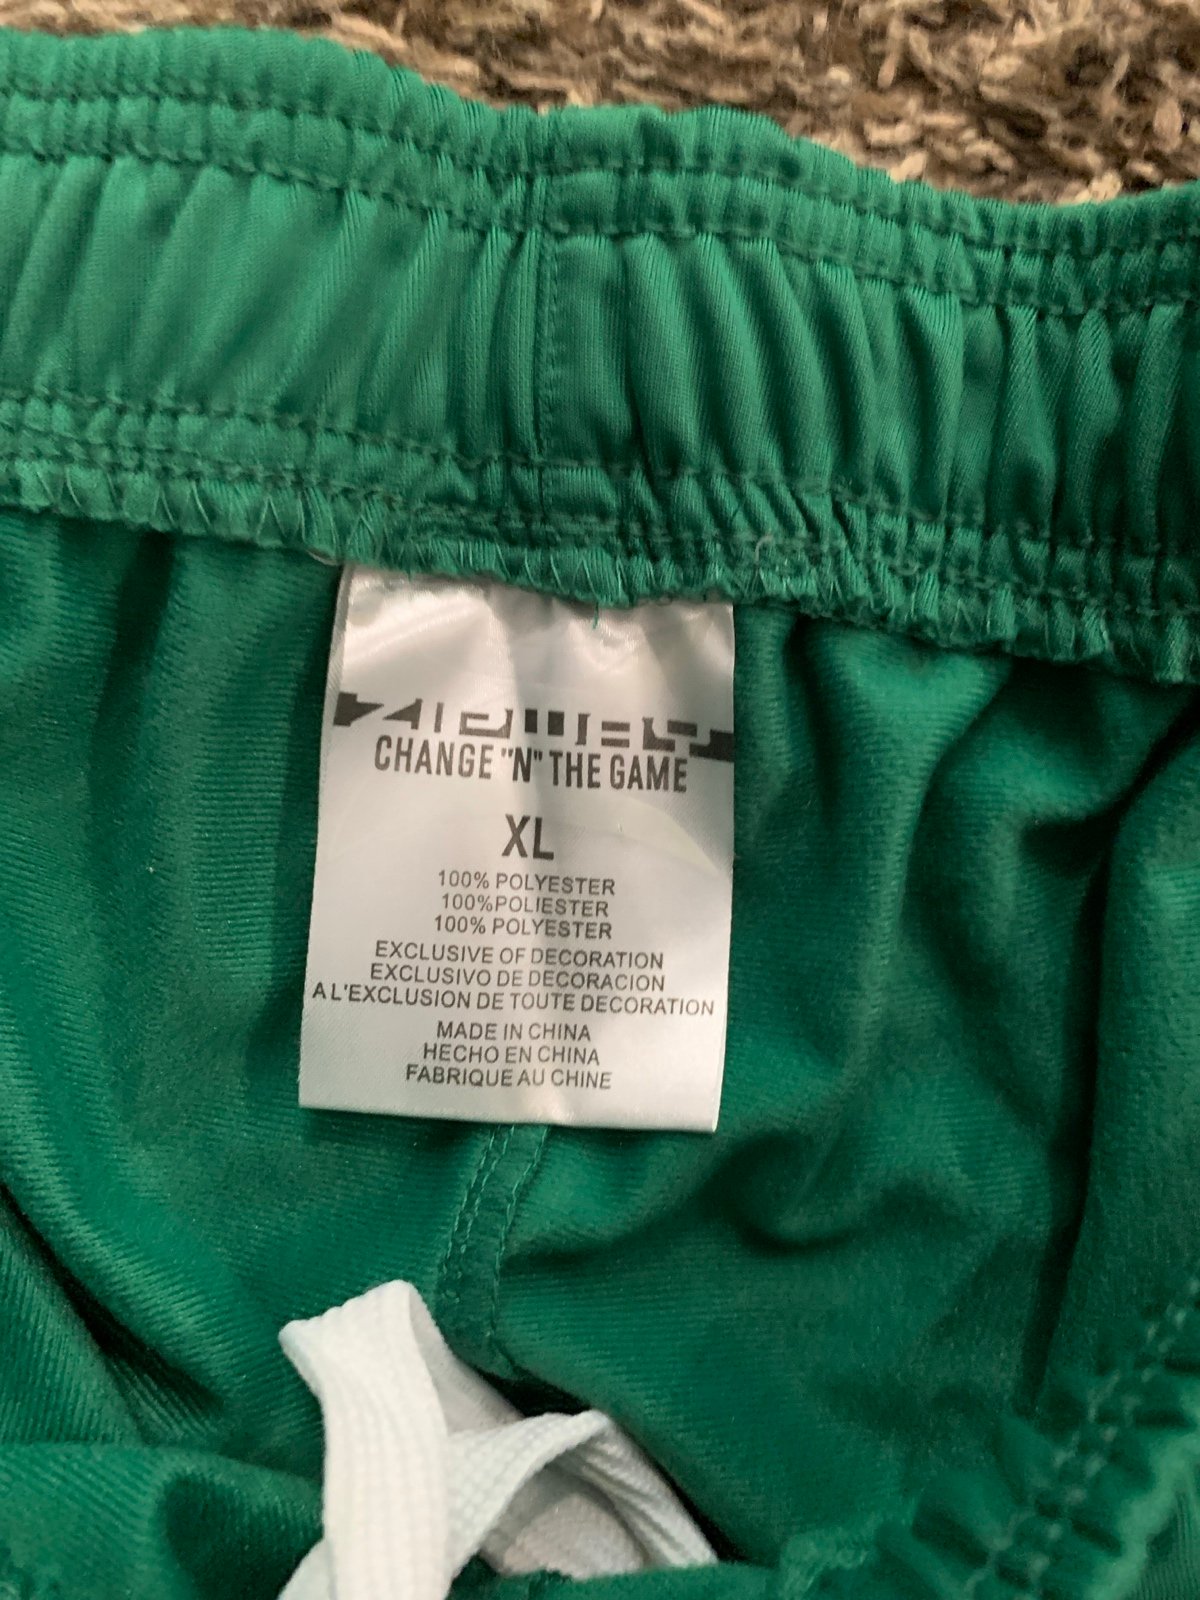 CHANGE "N" THE GAME
XL
100% POLYESTER
100%POLIESTER
100% POLYESTER
EXCLUSIVE OF DECORATION
EXCLUSIVO DE DECORACION
A L'EXCLUSION DE TOUTE DECORATION
MADE IN CHINA
HECHO EN CHINA
FABRIQUE AU CHINE